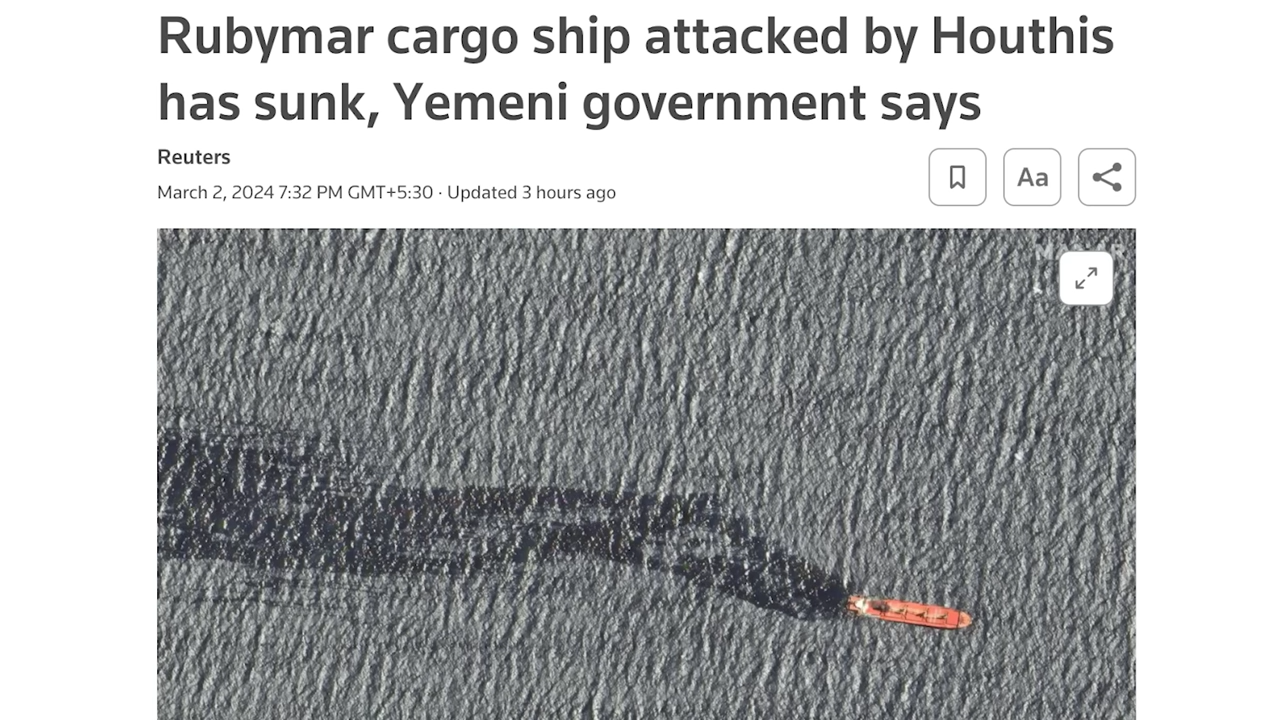 Rubymar cargo ship attacked by Houthis
has sunk, Yemeni government says
Reuters
March 2, 2024 7:32 PM GMT+5:30 · Updated 3 hours ago
Aa